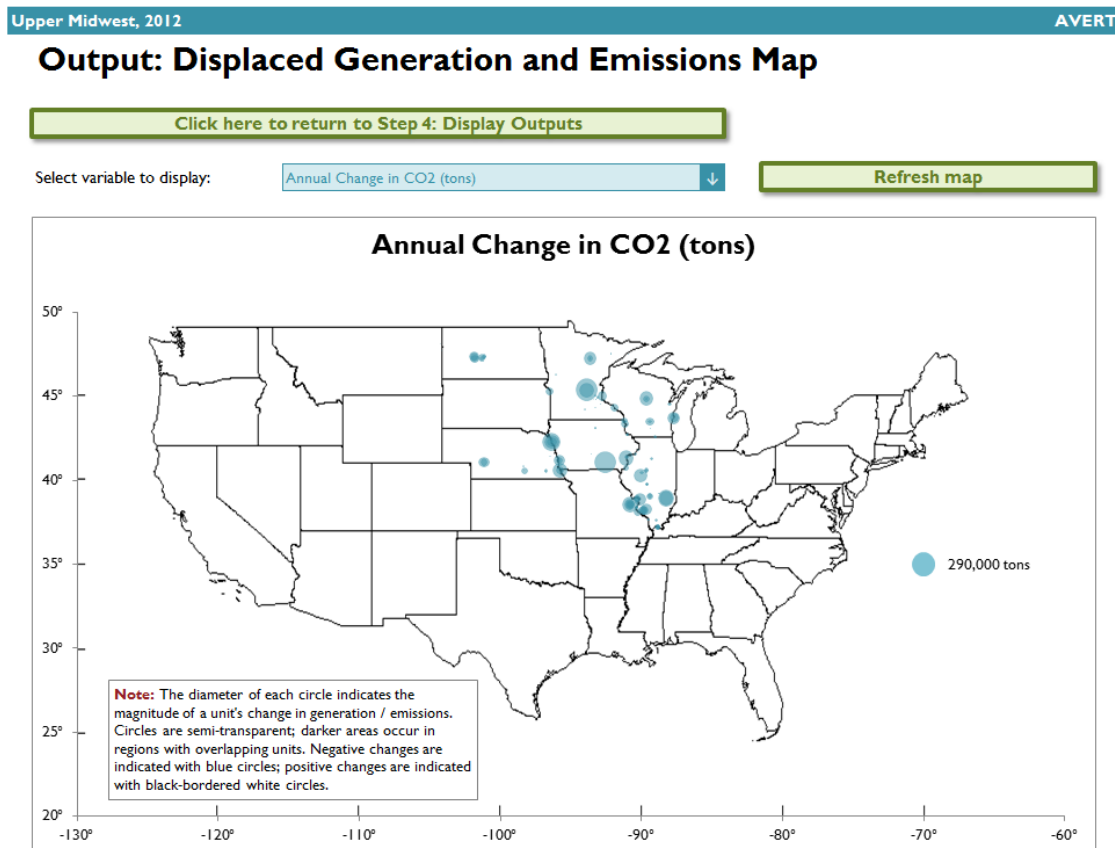 Upper Midwest, 2012 AVERT
Output: Displaced Generation and Emissions Map
Click here to return to Step 4: Display Outputs
Select variable to display: Annual Change in CO2 (tons) Refresh map
Annual Change in CO2 (tons)
50°
45°
40°
35°
290,000 tons
30°
Note: The diameter of each circle indicates the
magnitude of a unit's change in generation / emissions.
Circles are semi-transparent; darker areas occur in
regions with overlapping units. Negative changes are
indicated with blue circles; positive changes are indicated
with black-bordered white circles.
25°
20°
-130° -120° -110° -100° -90° -80° -70° -60°